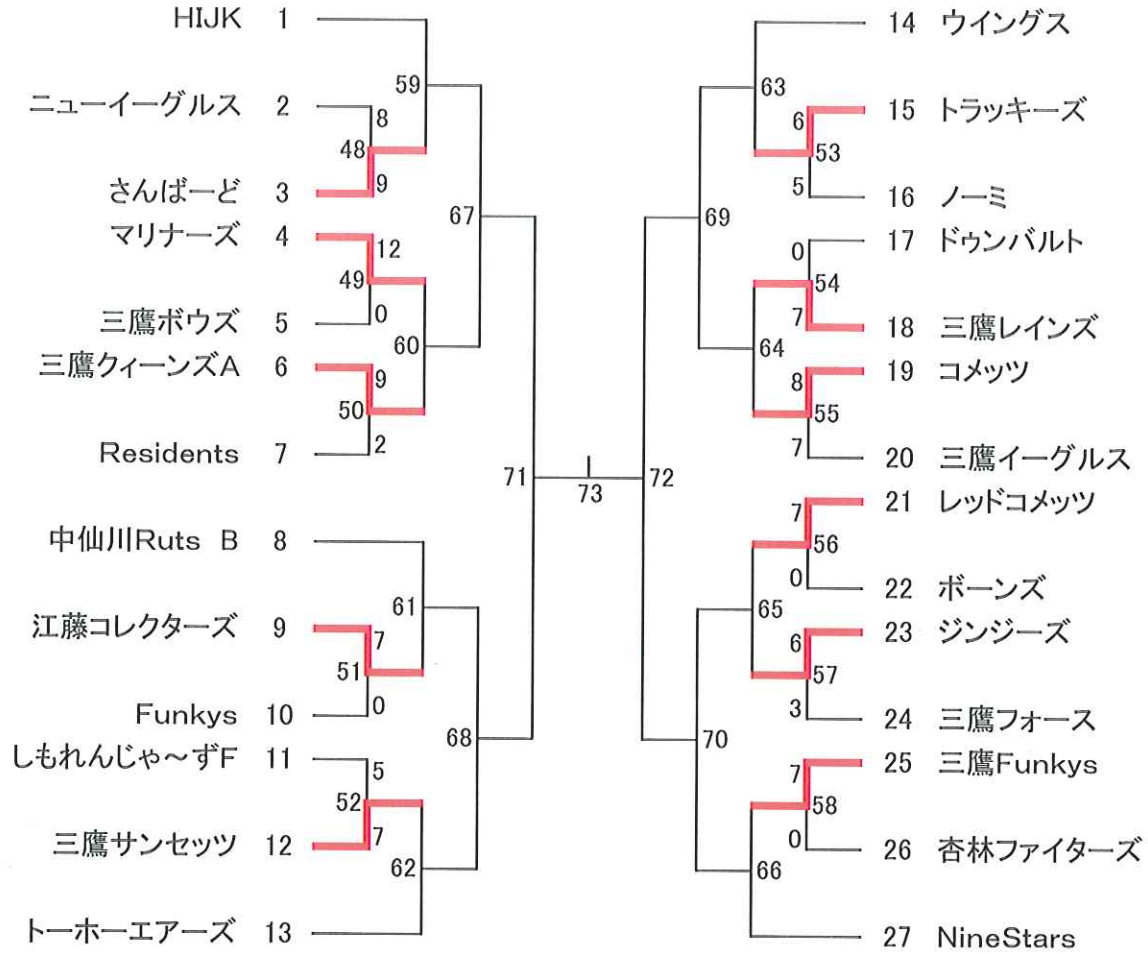 HIJK 1
59
ニューイーグルス 2
8
48
さんばーど 3
9
67
マリナーズ 4
12
49
三鷹ボウズ 5
0
60
三鷹クィーンズA 6
9
50
Residents 7
2
71
中仙川Ruts B 8
61
江藤コレクターズ 9
7
51
Funkys 10
0
68
しもれんじゃ～ずF 11
5
52
三鷹サンセッツ 12
7
62
トーホーエアーズ 13
73
14 ウイングス
63
15 トラッキーズ
6
53
16 ノーミ
5
69
17 ドゥンバルト
0
54
18 三鷹レインズ
7
64
19 コメッツ
8
55
20 三鷹イーグルス
7
72
21 レッドコメッツ
7
56
22 ボーンズ
0
65
23 ジンジーズ
6
57
24 三鷹フォース
3
70
25 三鷹Funkys
7
58
26 杏林ファイターズ
0
66
27 NineStars